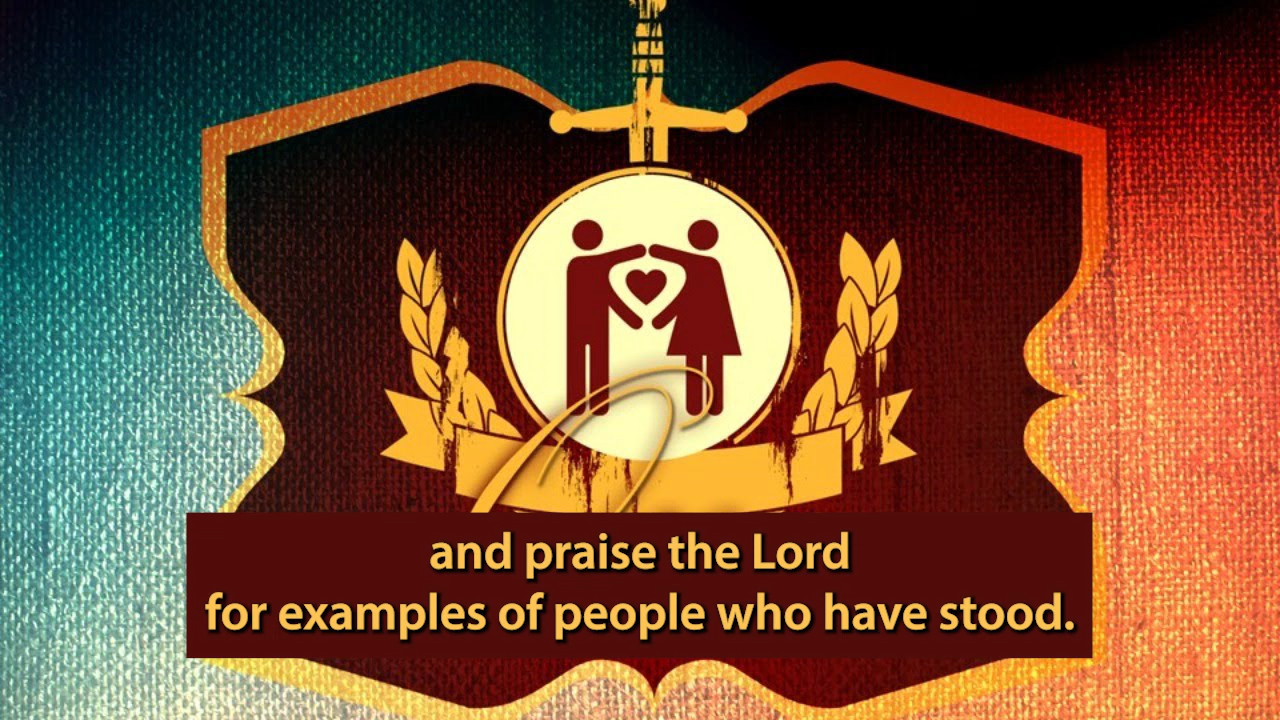 and praise the Lord
for examples of people who have stood.